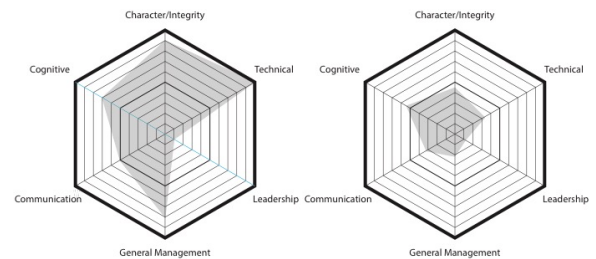 Character/Integrity
Character/Integrity
Cognitive
Technical
Cognitive
Technical
Communication
Leadership
Communication
Leadership
General Management
General Management